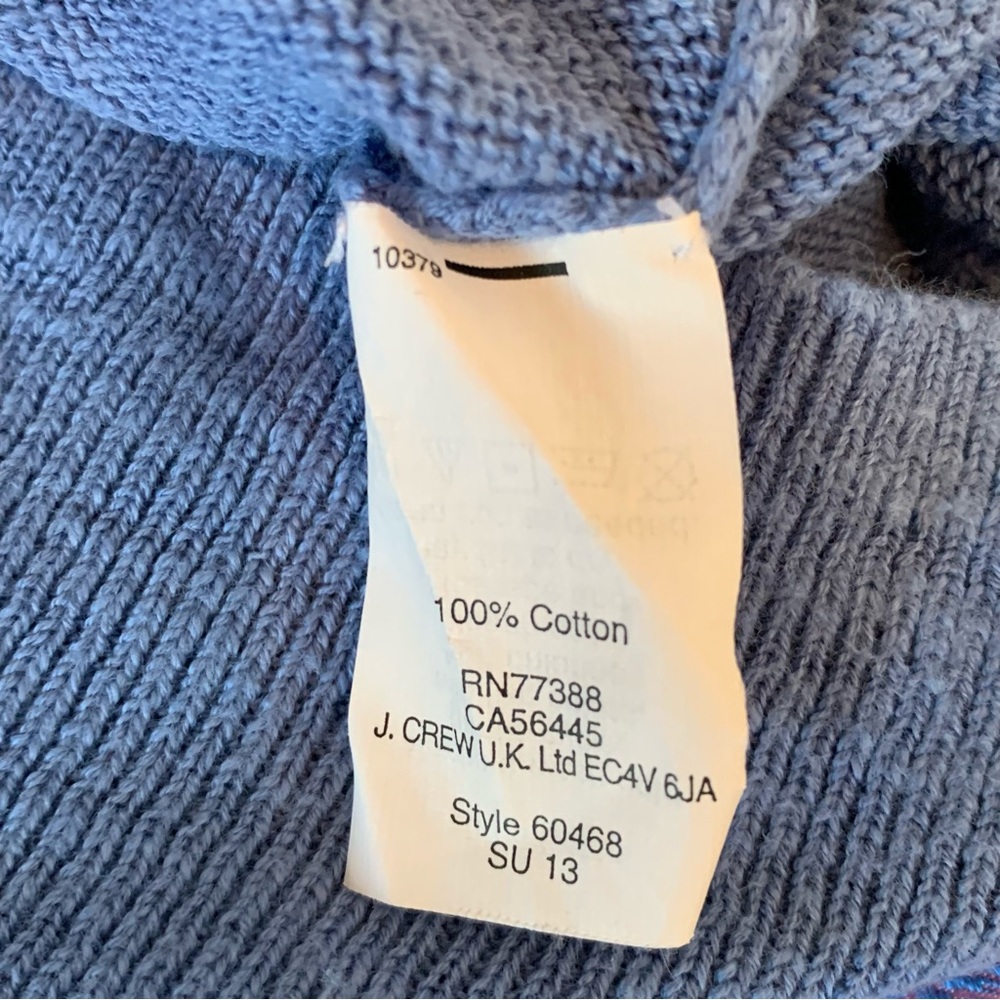 10379
100% Cotton
RN77388
CA56445
J. CREW U.K. Ltd EC4V 6JA
Style 60468
SU 13